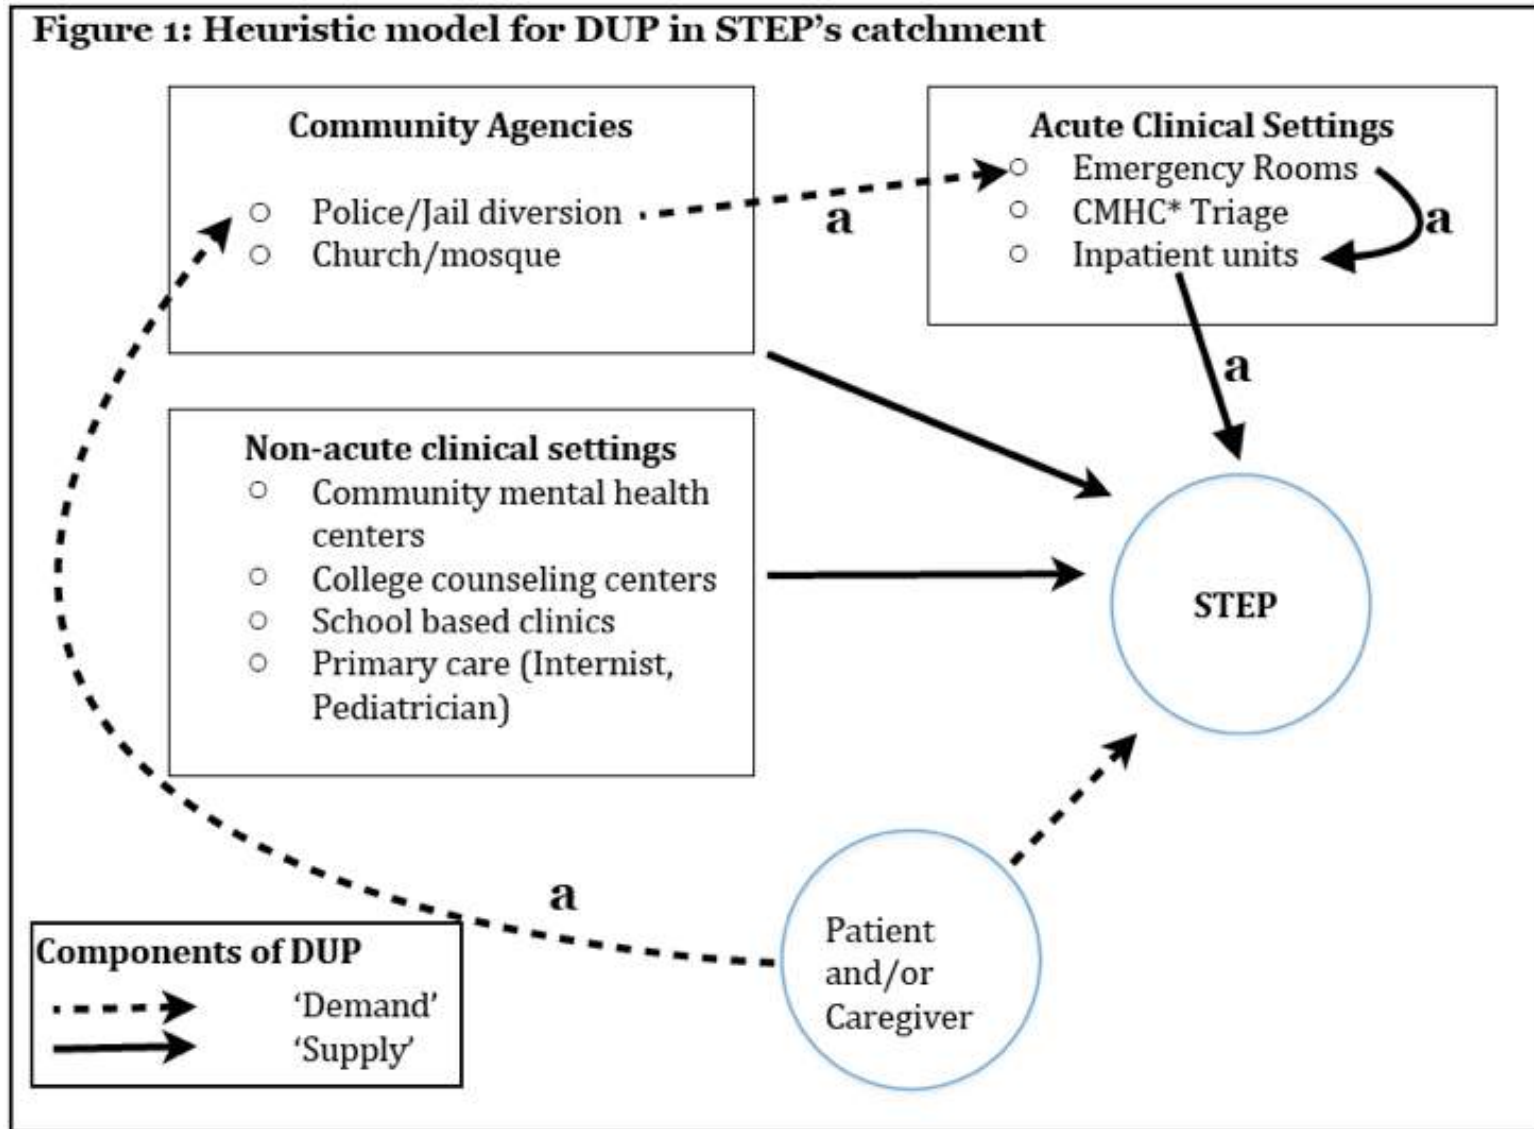 Figure 1: Heuristic model for DUP in STEP's catchment
Community Agencies
Police/Jail diversion
Church/mosque
a
Acute Clinical Settings
Emergency Rooms
CMHC* Triage
Inpatient units
a
a
Non-acute clinical settings
Community mental health
centers
College counseling centers
School based clinics
Primary care (Internist,
Pediatrician)
STEP
a
Patient
and/or
Caregiver
Components of DUP
‘Demand’
‘Supply’